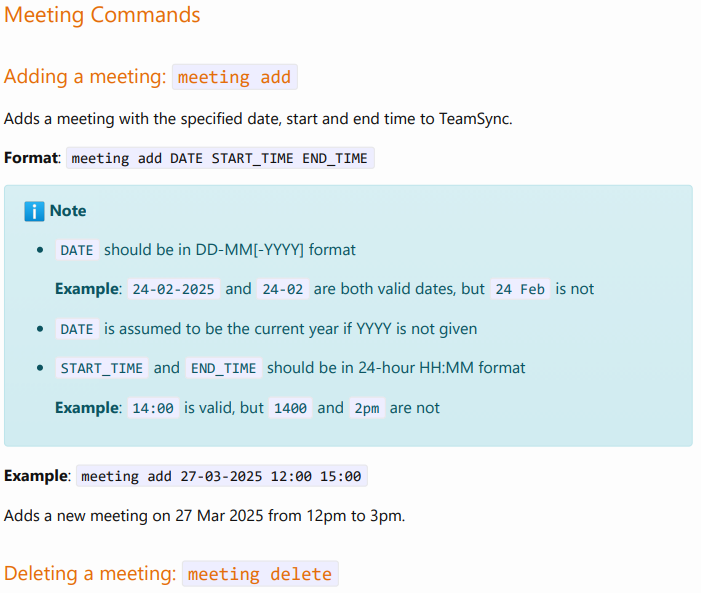 Meeting Commands
Adding a meeting: meeting add
Adds a meeting with the specified date, start and end time to TeamSync.
Format: meeting add DATE START_TIME END_TIME
Note
• DATE should be in DD-MM[-YYYY] format
Example: 24-02-2025 and 24-02 are both valid dates, but 24 Feb is not
• DATE is assumed to be the current year if YYYY is not given
• START_TIME and END_TIME should be in 24-hour HH:MM format
Example: 14:00 is valid, but 1400 and 2pm are not
Example: meeting add 27-03-2025 12:00 15:00
Adds a new meeting on 27 Mar 2025 from 12pm to 3pm.
Deleting a meeting: meeting delete